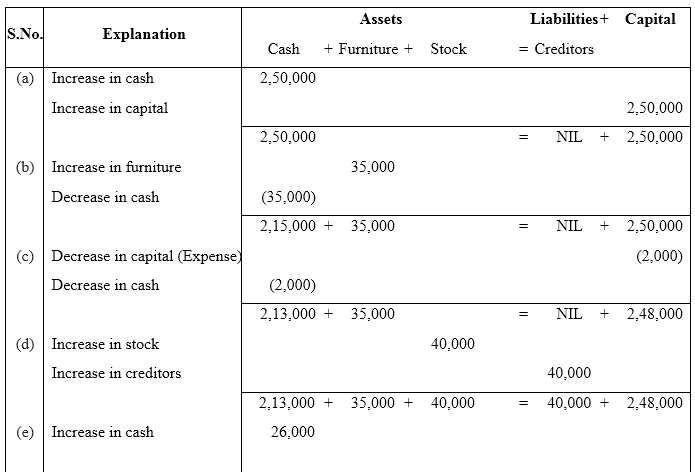 Assets Liabilities+ Capital
S.No. Explanation
Cash + Furniture + Stock = Creditors
(a) Increase in cash 2,50,000
Increase in capital 2,50,000
2,50,000 = NIL + 2,50,000
(b) Increase in furniture 35,000
Decrease in cash (35,000)
2,15,000 + 35,000 = NIL + 2,50,000
(c) Decrease in capital (Expense) (2,000)
Decrease in cash (2,000)
2,13,000 + 35,000 = NIL + 2,48,000
(d) Increase in stock 40,000
Increase in creditors 40,000
2,13,000 + 35,000 + 40,000 = 40,000 + 2,48,000
(e) Increase in cash 26,000